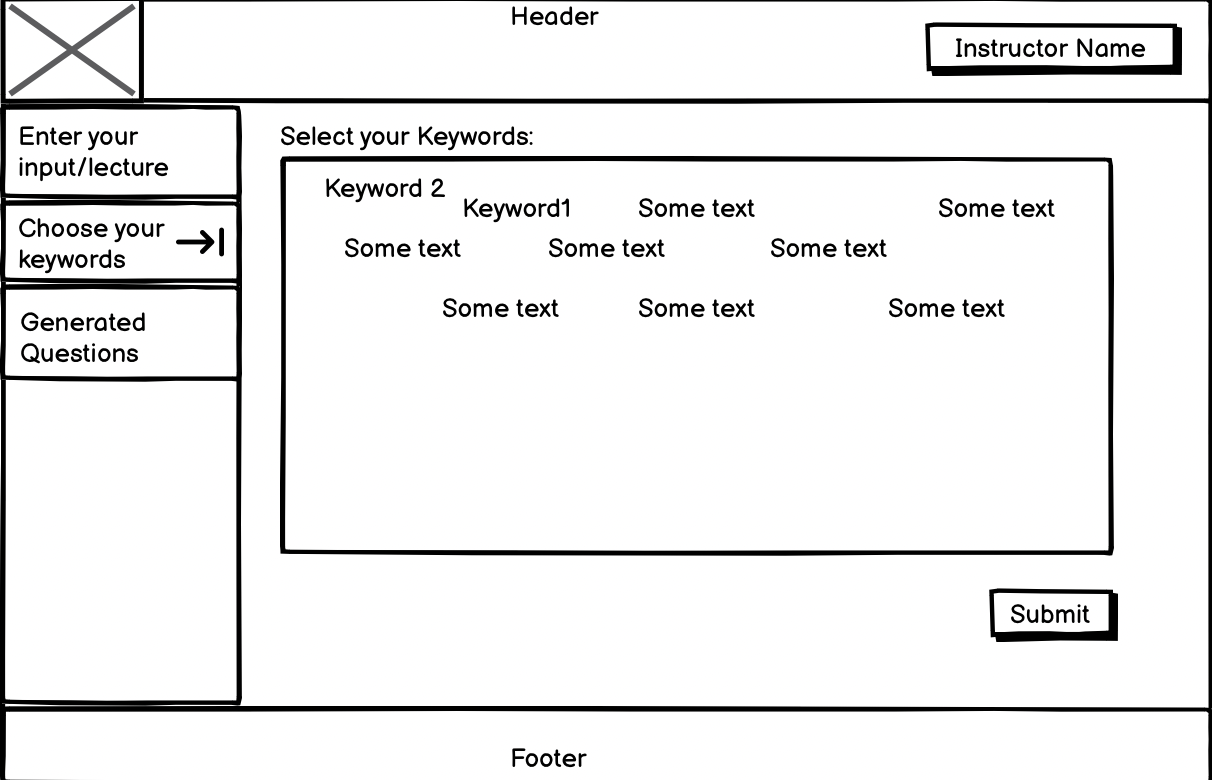 Header
Instructor Name
Enter your
input/lecture
Choose your
keywords
Generated
Questions
Select your Keywords:
Keyword 2
Keyword1 Some text Some text
Some text Some text Some text
Some text Some text Some text
Submit
Footer